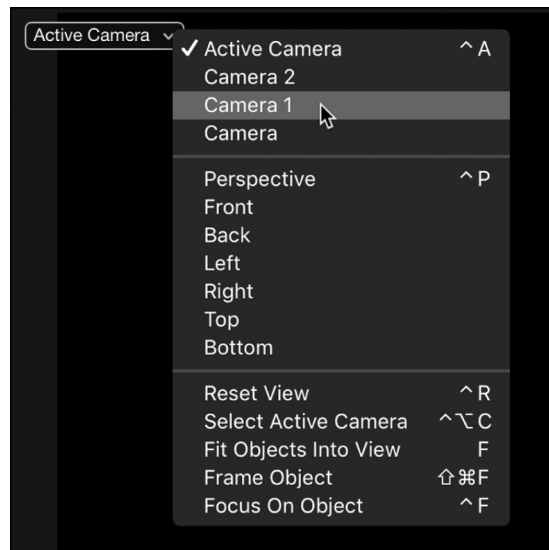 Active Camera
✓ Active Camera ^ A
Camera 2
Camera 1
Camera
Perspective ^ P
Front
Back
Left
Right
Top
Bottom
Reset View ^ R
Select Active Camera ^⌥ C
Fit Objects Into View F
Frame Object ⇧⌘F
Focus On Object ^ F